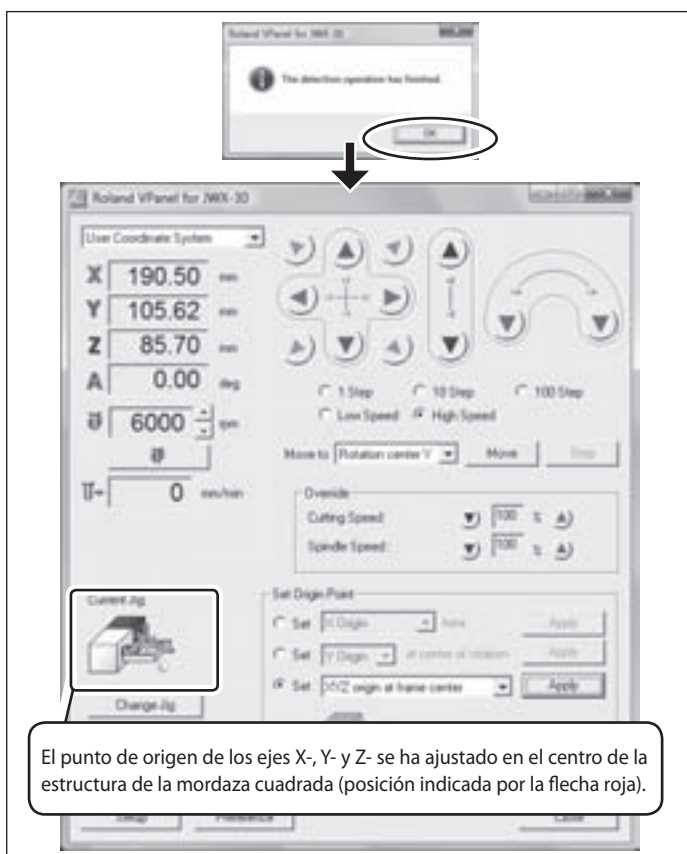 Roland VPanel for JWX-30
The detection operation has finished.
OK
Roland VPanel for JWX-30
User Coordinate System
X 190.50 mm
Y 105.62 mm
Z 85.70 mm
A 0.00 deg
6000 rpm
0 mm/min
1 Step 10 Step 100 Step
Low Speed High Speed
Move to Rotation center Y Move Stop
Override
Cutting Speed: 100 %
Spindle Speed: 100 %
Current Jig
Change Jig
Set Origin Point
Set X Origin here Apply
Set Y Origin at center of rotation Apply
Set XYZ origin at frame center Apply
El punto de origen de los ejes X-, Y- y Z- se ha ajustado en el centro de la
estructura de la mordaza cuadrada (posición indicada por la flecha roja).
Setup Preference Close